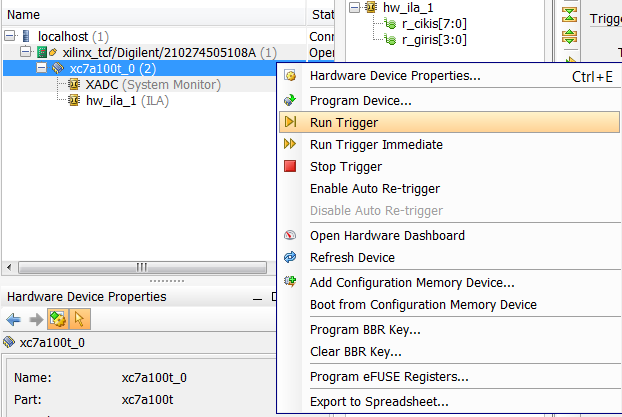 Name
Stat
localhost (1)
Conne
xilinx_tcf/Digilent/210274505108A (1)
Open
xc7a100t_0 (2)
XADC (System Monitor)
hw_ila_1 (ILA)
hw_ila_1
r_cikis[7:0]
r_giris[3:0]
Trigge
Hardware Device Properties... Ctrl+E
Program Device...
Run Trigger
Run Trigger Immediate
Stop Trigger
Enable Auto Re-trigger
Disable Auto Re-trigger
Open Hardware Dashboard
Refresh Device
Add Configuration Memory Device...
Boot from Configuration Memory Device
Program BBR Key...
Clear BBR Key...
Program eFUSE Registers...
Export to Spreadsheet...
Hardware Device Properties
xc7a100t_0
Name: xc7a100t_0
Part: xc7a100t